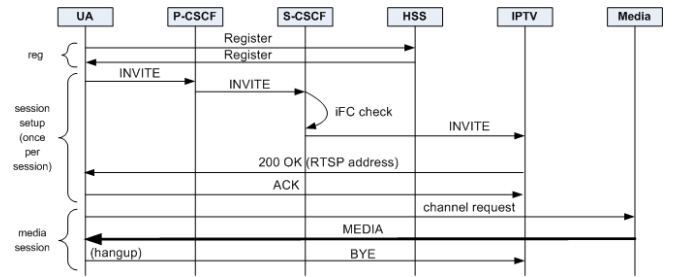 UA P-CSCF S-CSCF HSS IPTV Media
Register
reg
Register
INVITE
INVITE
iFC check
session
setup
(once
per
session)
INVITE
200 OK (RTSP address)
ACK
channel request
media
session
MEDIA
(hangup) BYE